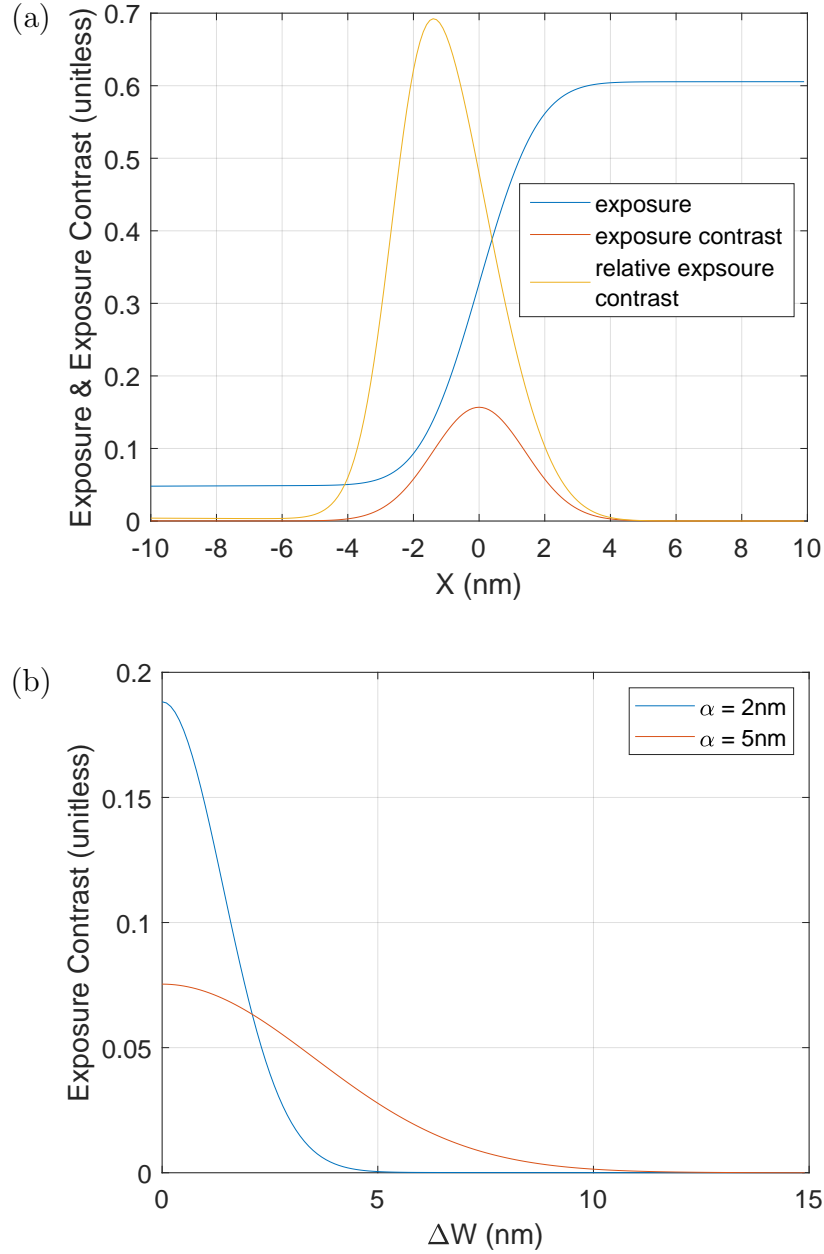 (a)
0.7
0.6
0.5
0.4
0.3
0.2
0.1
0
Exposure & Exposure Contrast (unitless)
exposure
exposure contrast
relative expsoure
contrast
-10 -8 -6 -4 -2 0 2 4 6 8 10
X (nm)
(b)
0.2
0.15
0.1
0.05
0
Exposure Contrast (unitless)
α = 2nm
α = 5nm
0 5 10 15
ΔW (nm)